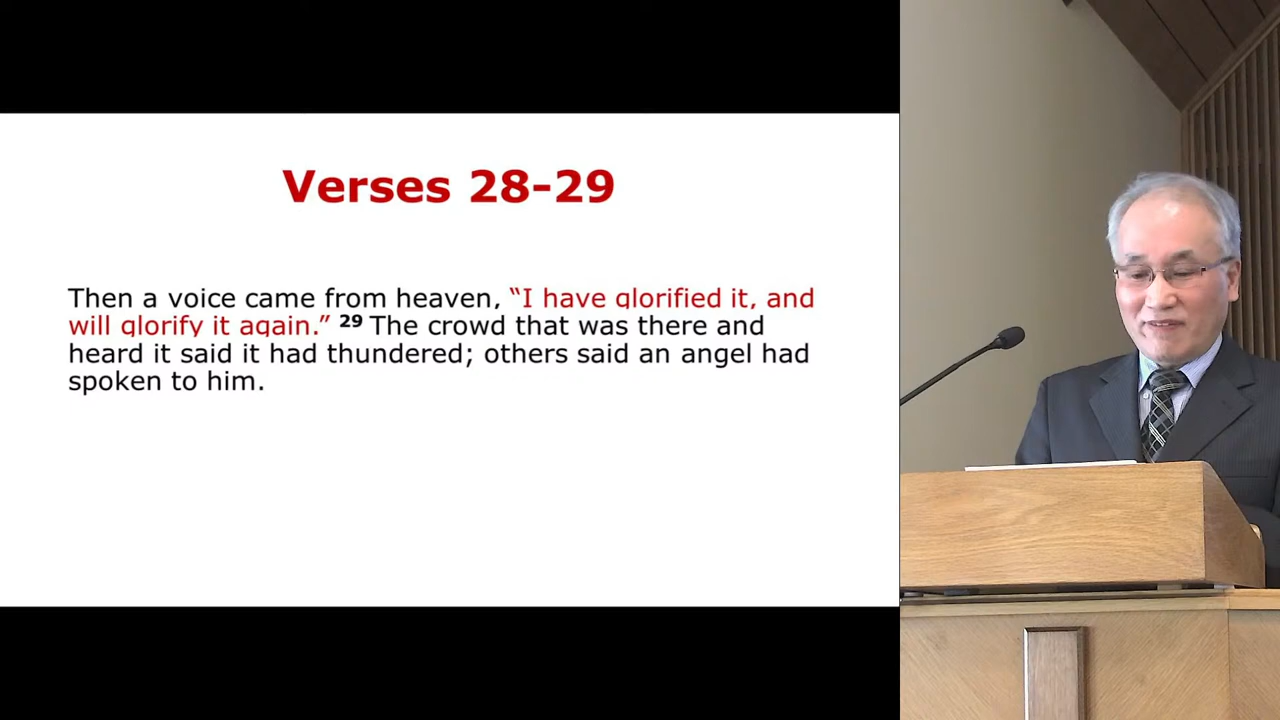 Verses 28-29
Then a voice came from heaven, “I have glorified it, and
will glorify it again.” 29 The crowd that was there and
heard it said it had thundered; others said an angel had
spoken to him.